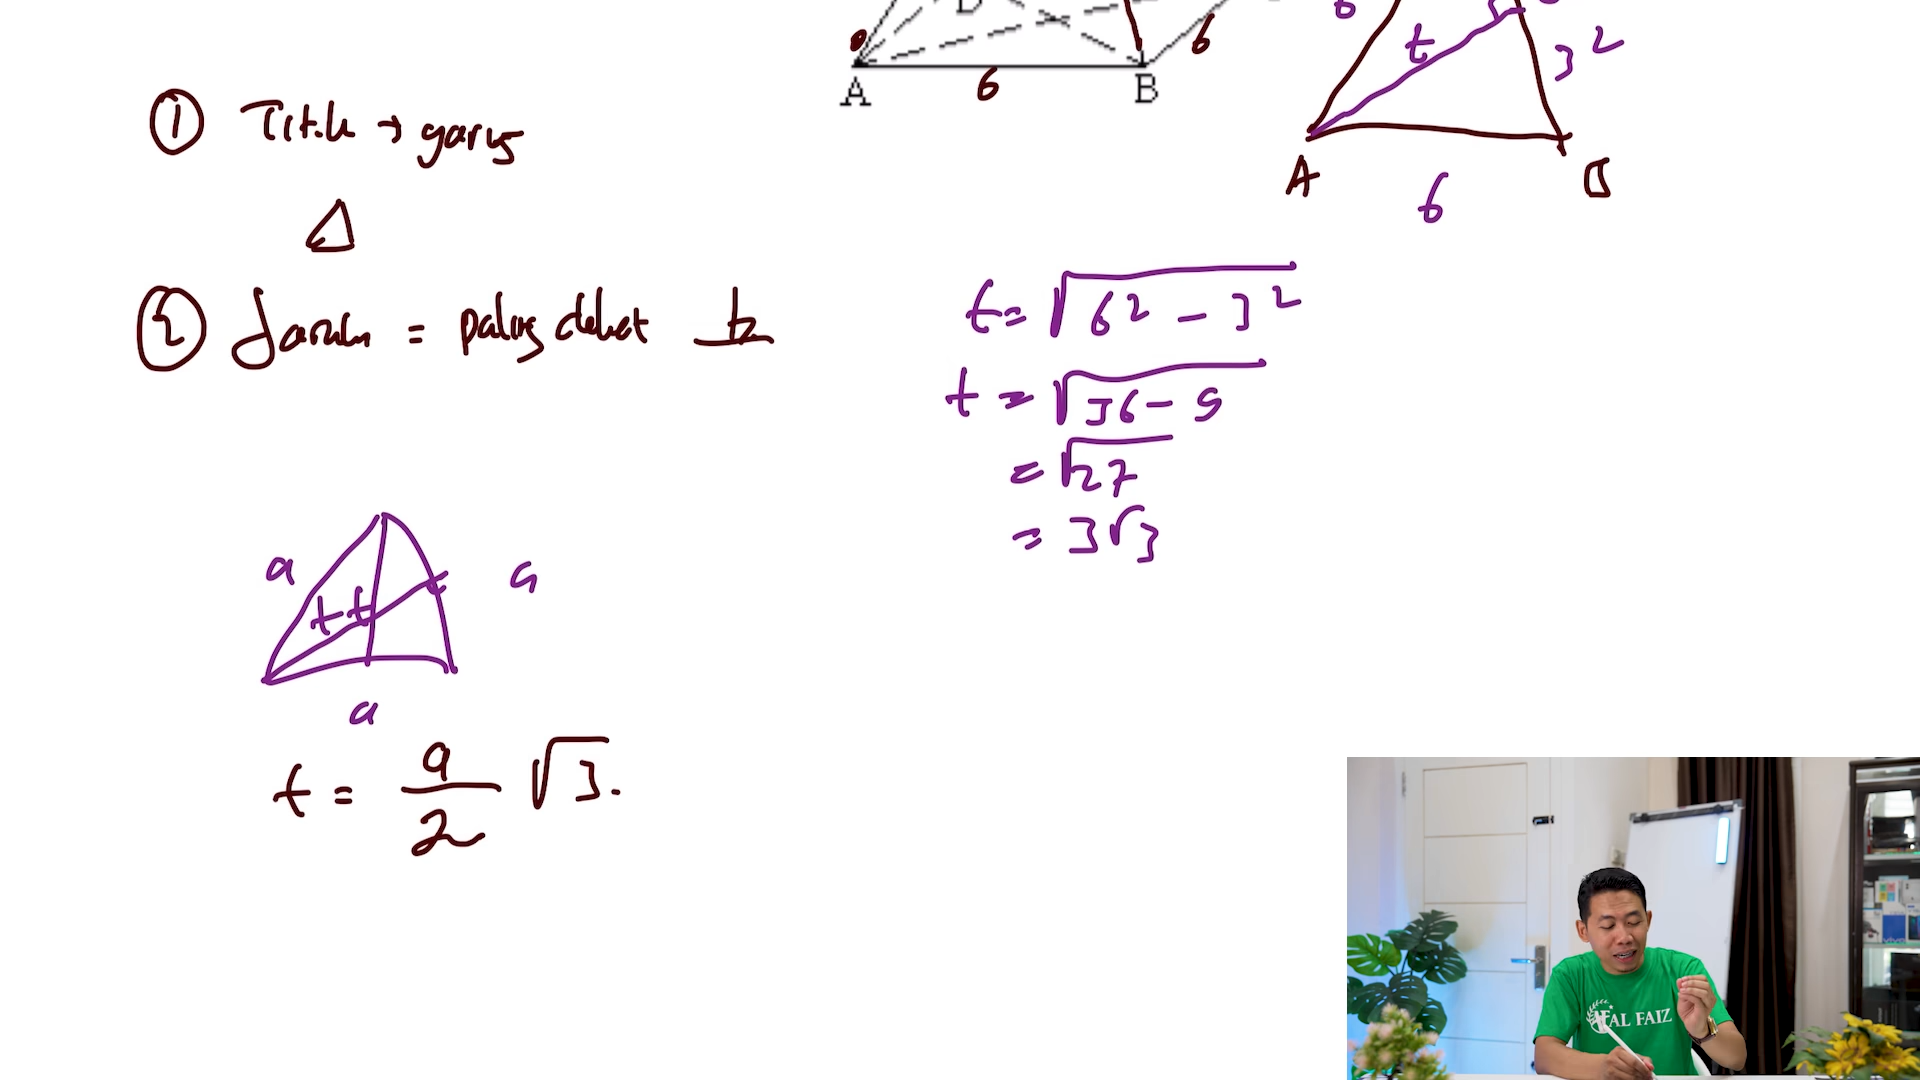 D
6
6
A
B
6
t
3 2
A
B
6
① Titik → garis
② Jarak = paling dekat
t = √6² - 3²
t = √36 - 9
= √27
= 3√3
a
a
t t
a
t = a/2 √3.
AL FAIZ